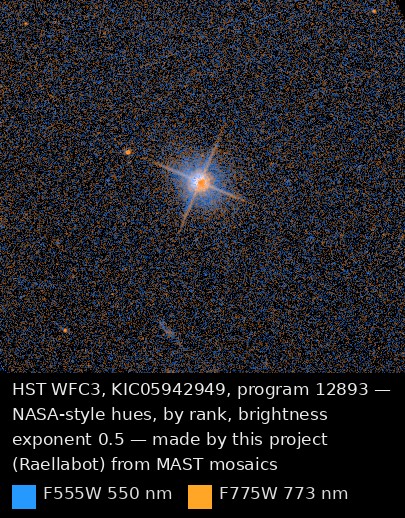 HST WFC3, KIC05942949, program 12893 —
NASA-style hues, by rank, brightness
exponent 0.5 — made by this project
(Raellabot) from MAST mosaics
F555W 550 nm F775W 773 nm